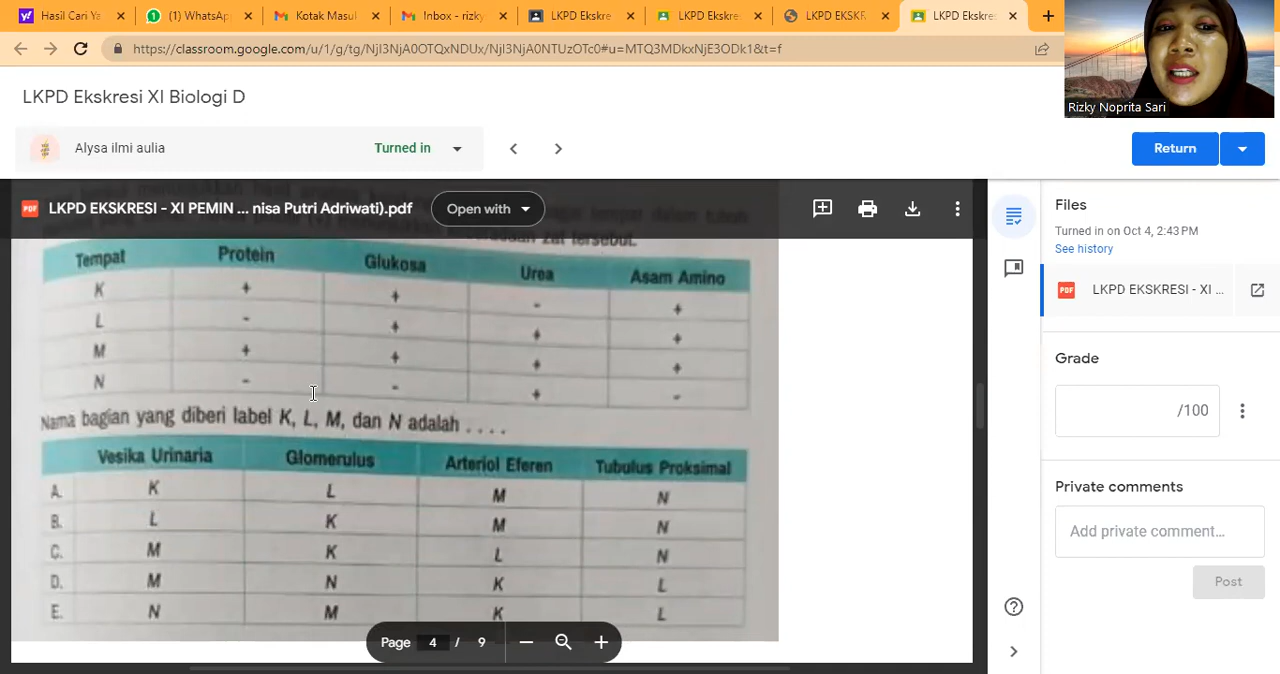 Hasil Cari Ya
(1) WhatsAp
Kotak Masu
Inbox - rizky
LKPD Ekskre
LKPD Ekskre
LKPD EKSKR
LKPD Ekskre
https://classroom.google.com/u/1/g/tg/NjI3NjA0OTQxNDUx/NjI3NjA0NTUzOTc0#u=MTQ3MDkxNjE3ODk1&t=f
Rizky Noprita Sari
LKPD Ekskresi XI Biologi D
Alysa ilmi aulia
Turned in
Return
LKPD EKSKRESI - XI PEMIN ... nisa Putri Adriwati).pdf
Open with
zat tersebut.
Tempat Protein Glukosa Urea Asam Amino
K + + - +
L - + + +
M + + + +
N - - + -
Nama bagian yang diberi label K, L, M, dan N adalah . . . .
Vesika Urinaria Glomerulus Arteriol Eferen Tubulus Proksimal
A. K L M N
B. L K M N
C. M K L N
D. M N K L
E. N M K L
Page 4 / 9
Files
Turned in on Oct 4, 2:43 PM
See history
PDF LKPD EKSKRESI - XI ...
Grade
/100
Private comments
Add private comment...
Post